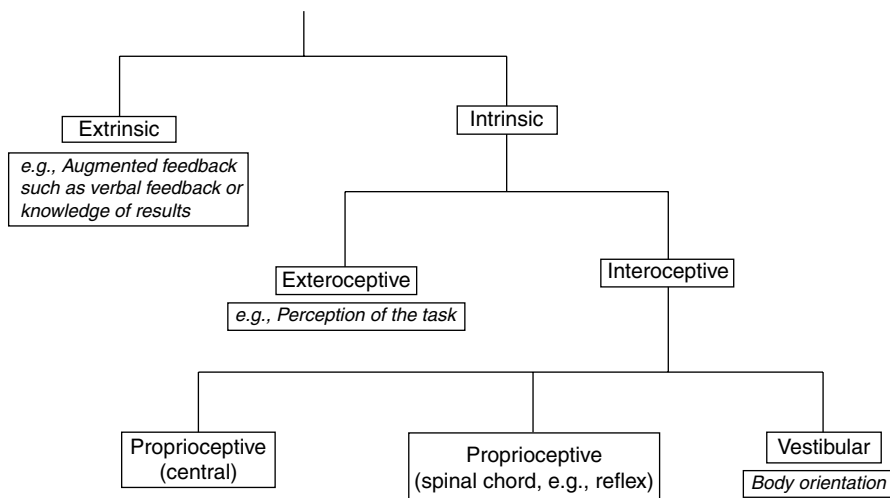 Extrinsic
e.g., Augmented feedback
such as verbal feedback or
knowledge of results
Intrinsic
Exteroceptive
e.g., Perception of the task
Interoceptive
Proprioceptive
(central)
Proprioceptive
(spinal chord, e.g., reflex)
Vestibular
Body orientation